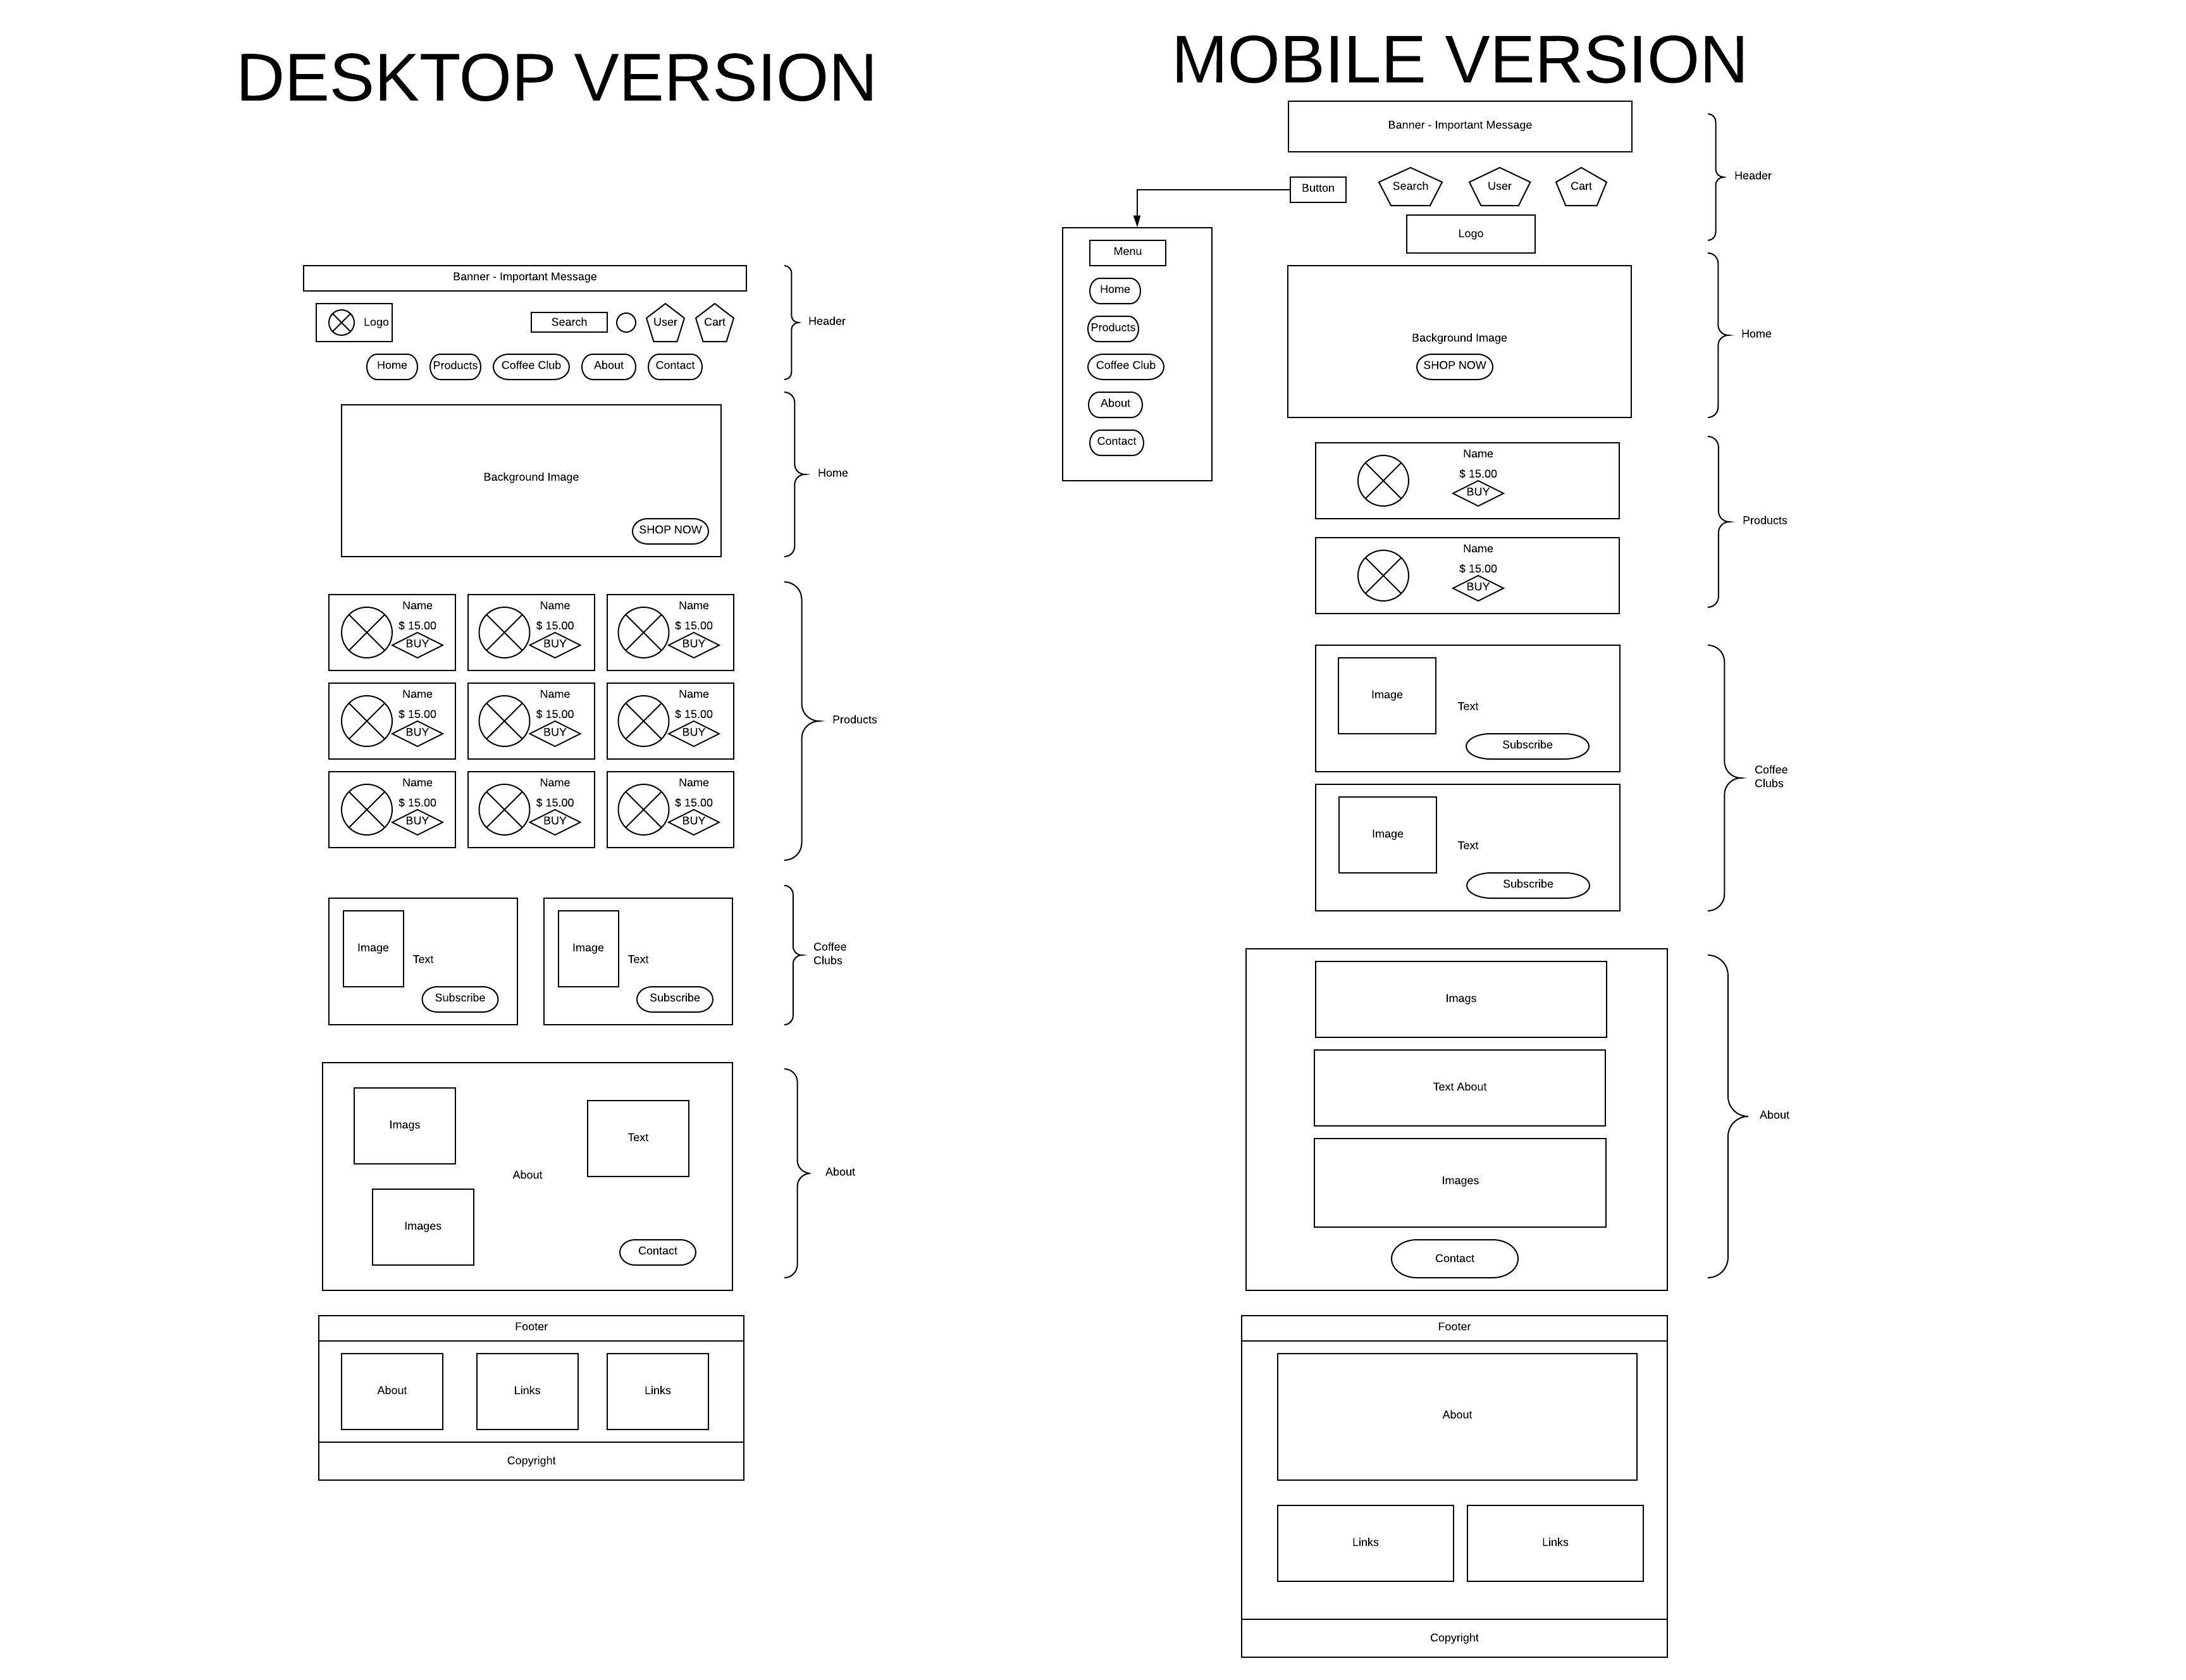 DESKTOP VERSION
Banner - Important Message
Logo
Search
User
Cart
Home
Products
Coffee Club
About
Contact
Header
Background Image
SHOP NOW
Home
Name
$ 15.00
BUY
Name
$ 15.00
BUY
Name
$ 15.00
BUY
Name
$ 15.00
BUY
Name
$ 15.00
BUY
Name
$ 15.00
BUY
Name
$ 15.00
BUY
Name
$ 15.00
BUY
Name
$ 15.00
BUY
Products
Image
Text
Subscribe
Image
Text
Subscribe
Coffee
Clubs
Imags
Text
About
Images
Contact
About
Footer
About
Links
Links
Copyright
MOBILE VERSION
Banner - Important Message
Button
Search
User
Cart
Logo
Header
Menu
Home
Products
Coffee Club
About
Contact
Background Image
SHOP NOW
Home
Name
$ 15.00
BUY
Name
$ 15.00
BUY
Products
Image
Text
Subscribe
Image
Text
Subscribe
Coffee
Clubs
Imags
Text About
Images
Contact
About
Footer
About
Links
Links
Copyright